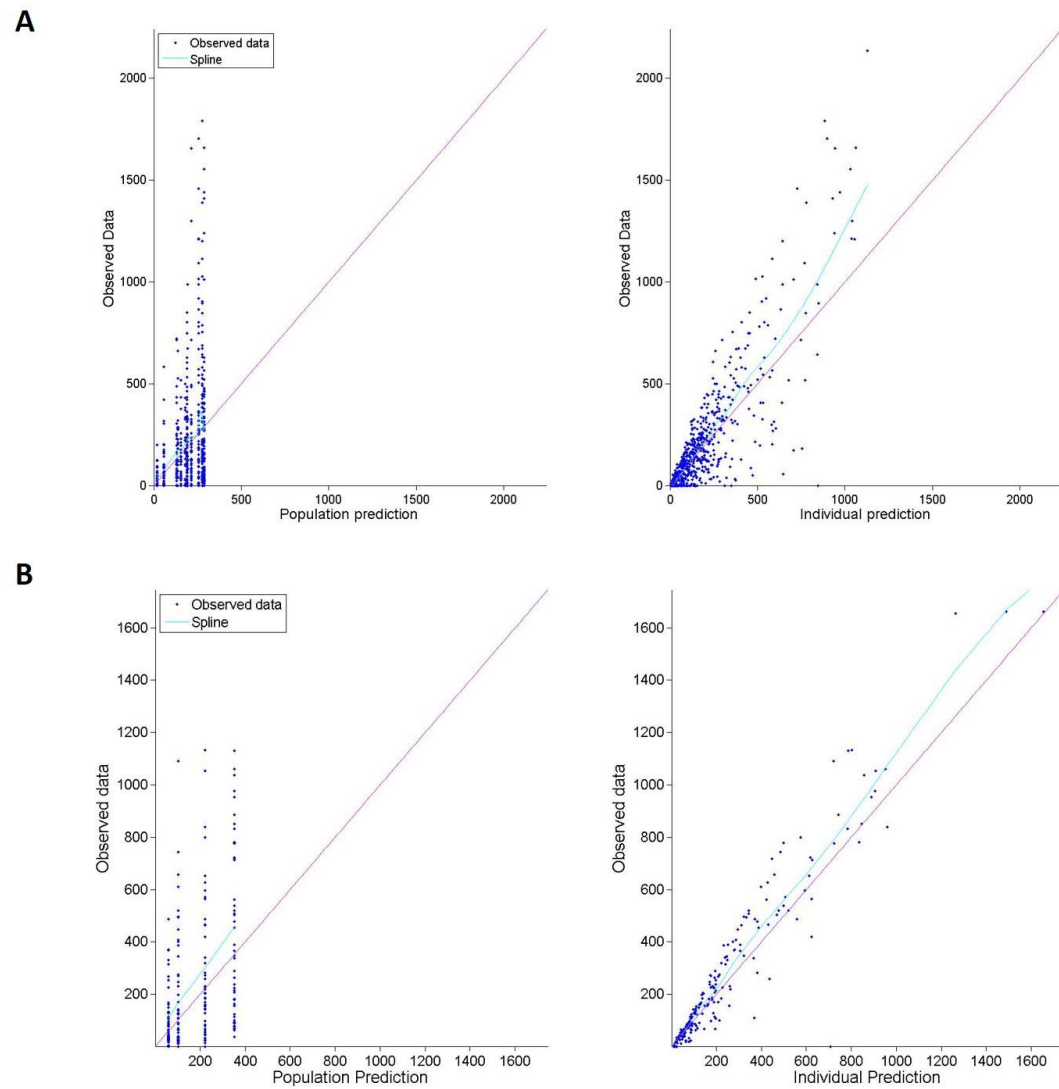 A
Observed data
Spline
Observed Data
2000
1500
1000
500
0
0 500 1000 1500 2000
Population prediction
Observed Data
2000
1500
1000
500
0
0 500 1000 1500 2000
Individual prediction
B
Observed data
Spline
Observed data
1600
1400
1200
1000
800
600
400
200
200 400 600 800 1000 1200 1400 1600
Population Prediction
Observed data
1600
1400
1200
1000
800
600
400
200
200 400 600 800 1000 1200 1400 1600
Individual Prediction